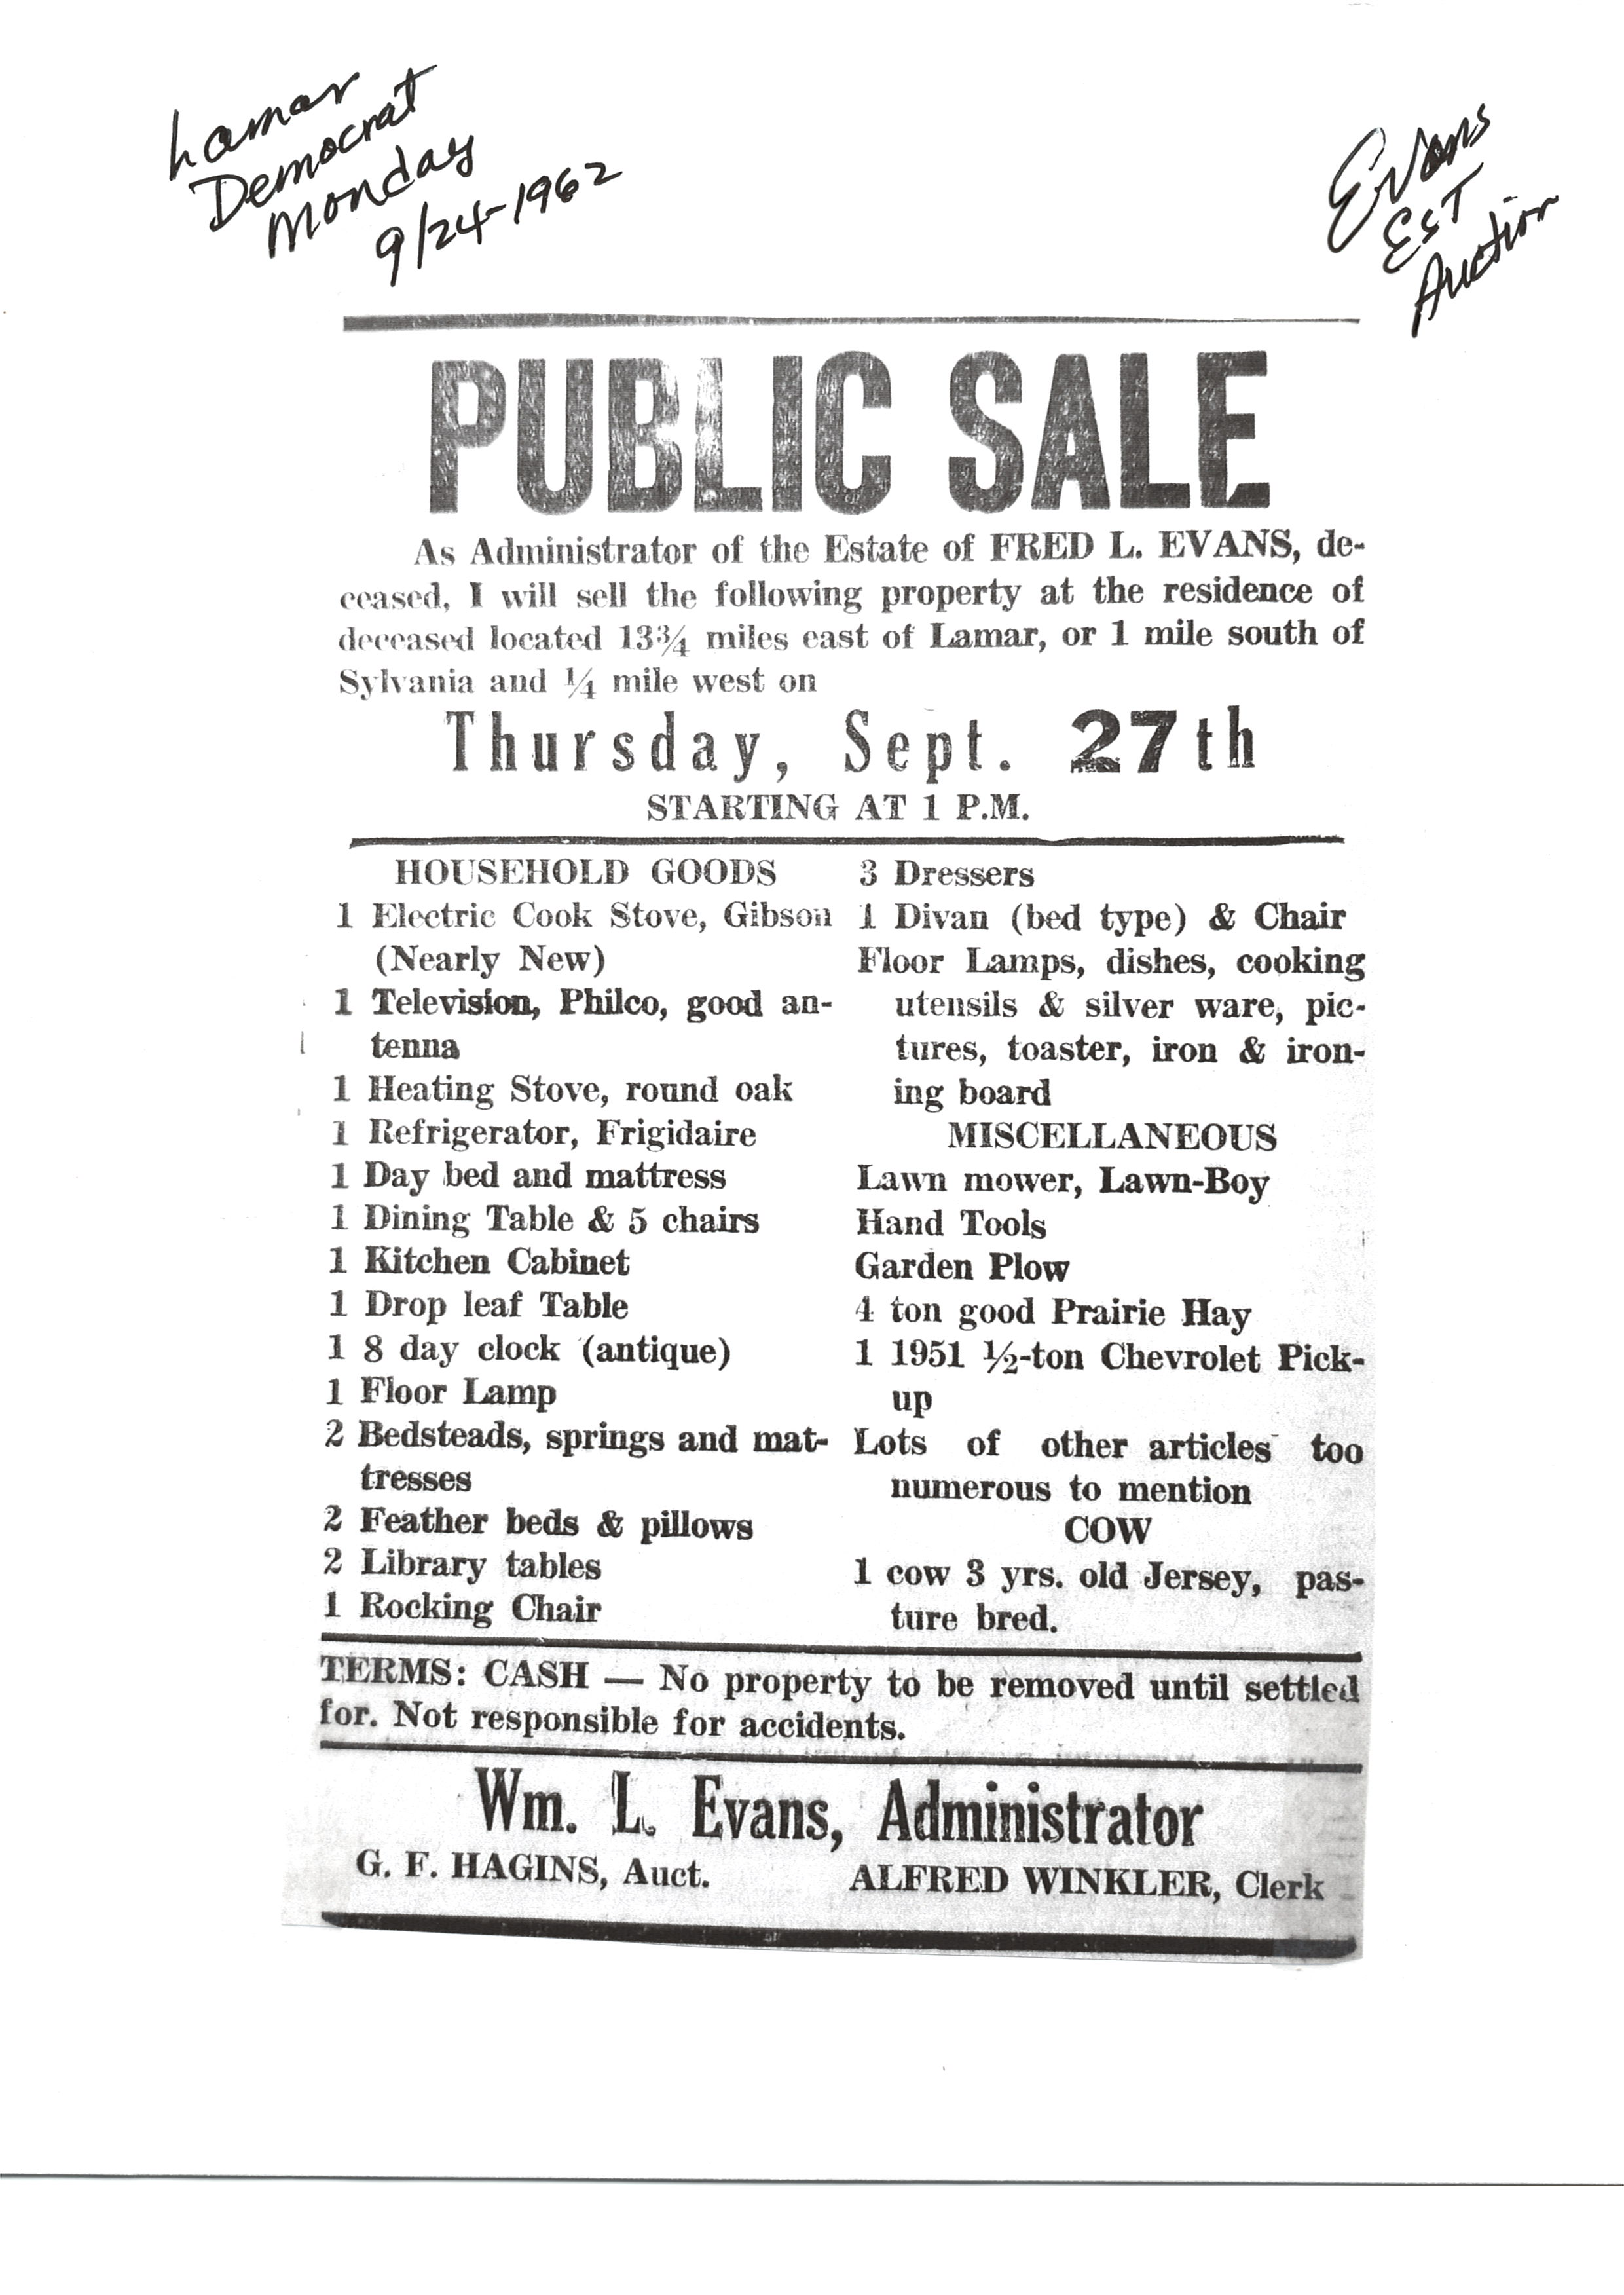 Lamar
Democrat
Monday
9/24-1962
Evans
EST
Auction
PUBLIC SALE
As Administrator of the Estate of FRED L. EVANS, de-
ceased, I will sell the following property at the residence of
deceased located 13¾ miles east of Lamar, or 1 mile south of
Sylvania and ¼ mile west on
Thursday, Sept. 27th
STARTING AT 1 P.M.
HOUSEHOLD GOODS
1 Electric Cook Stove, Gibson
(Nearly New)
1 Television, Philco, good an-
tenna
1 Heating Stove, round oak
1 Refrigerator, Frigidaire
1 Day bed and mattress
1 Dining Table & 5 chairs
1 Kitchen Cabinet
1 Drop leaf Table
1 8 day clock (antique)
1 Floor Lamp
2 Bedsteads, springs and mat-
tresses
2 Feather beds & pillows
2 Library tables
1 Rocking Chair
3 Dressers
1 Divan (bed type) & Chair
Floor Lamps, dishes, cooking
utensils & silver ware, pic-
tures, toaster, iron & iron-
ing board
MISCELLANEOUS
Lawn mower, Lawn-Boy
Hand Tools
Garden Plow
4 ton good Prairie Hay
1 1951 ½-ton Chevrolet Pick-
up
Lots of other articles too
numerous to mention
COW
1 cow 3 yrs. old Jersey, pas-
ture bred.
TERMS: CASH — No property to be removed until settled
for. Not responsible for accidents.
Wm. L. Evans, Administrator
G. F. HAGINS, Auct. ALFRED WINKLER, Clerk